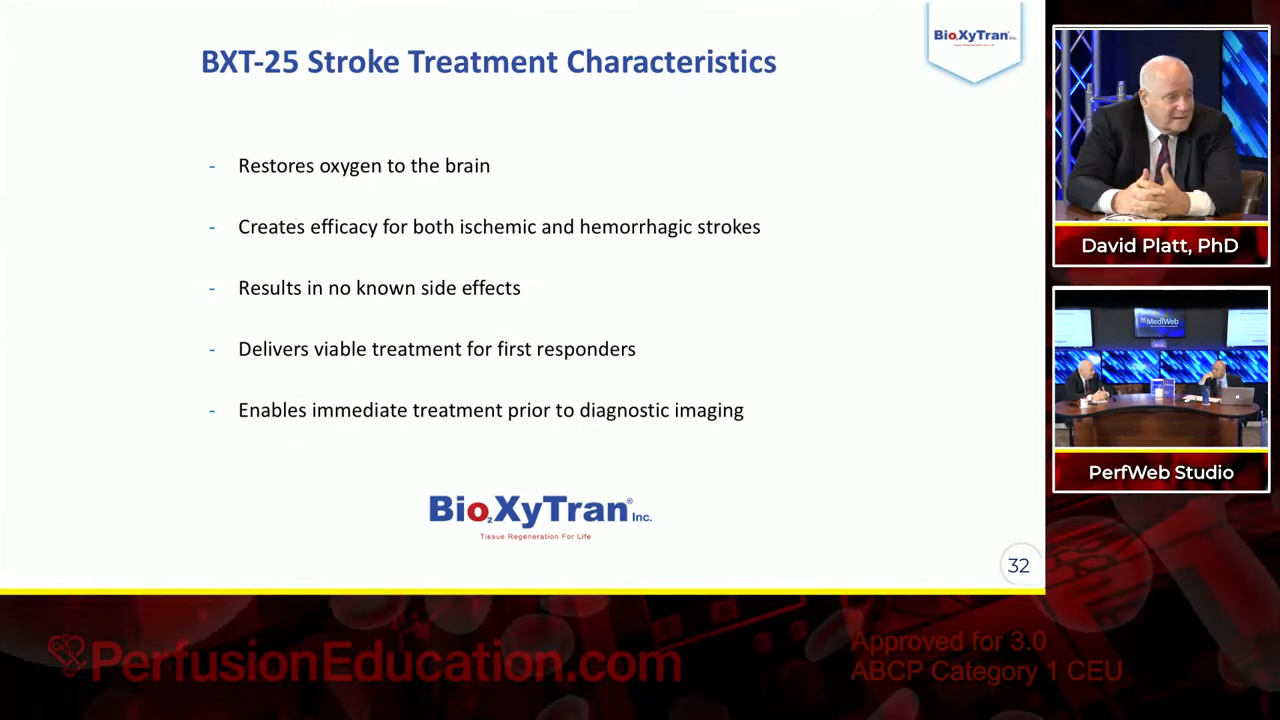 BXT-25 Stroke Treatment Characteristics
BioXyTran Inc.
- Restores oxygen to the brain
- Creates efficacy for both ischemic and hemorrhagic strokes
- Results in no known side effects
- Delivers viable treatment for first responders
- Enables immediate treatment prior to diagnostic imaging
Bio2XyTran® Inc.
Tissue Regeneration For Life
32
David Platt, PhD
MediWeb
PerfWeb Studio
PerfusionEducation.com
Approved for 3.0
ABCP Category 1 CEU